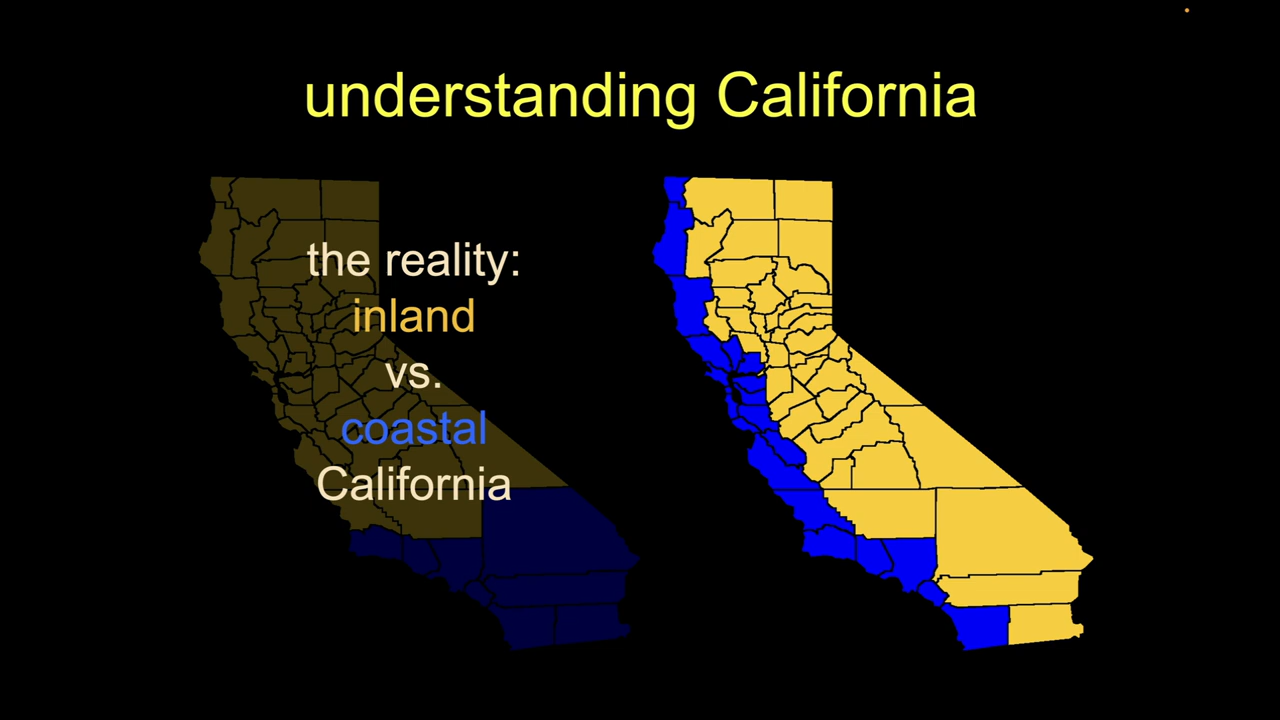 understanding California
the reality:
inland
vs.
coastal
California